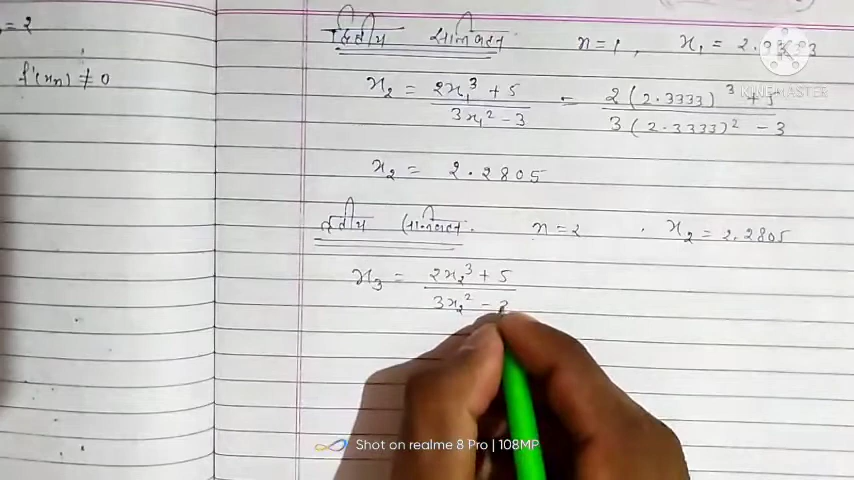 = 2
f'(xn) ≠ 0
द्वितीय सन्निकटन n = 1 , x₁ = 2.3333
x₂ = 2x₁³ + 5 / 3x₁² - 3 = 2(2.3333)³ + 5 / 3(2.3333)² - 3
x₂ = 2.2805
तृतीय सन्निकटन n = 2 , x₂ = 2.2805
x₃ = 2x₂³ + 5 / 3x₂² -
KINEMASTER
Shot on realme 8 Pro | 108MP